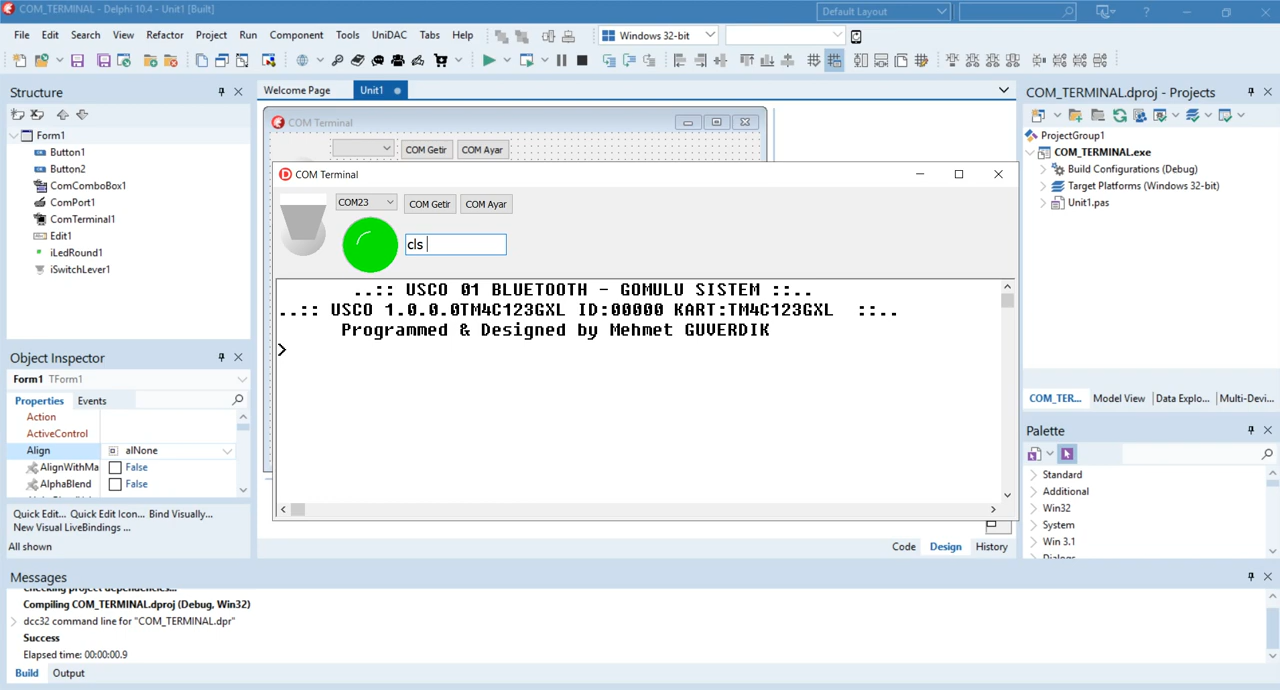 COM_TERMINAL - Delphi 10.4 - Unit1 [Built]
Default Layout
File Edit Search View Refactor Project Run Component Tools UniDAC Tabs Help
Windows 32-bit
Structure
Form1
Button1
Button2
ComComboBox1
ComPort1
ComTerminal1
Edit1
iLedRound1
iSwitchLever1
Object Inspector
Form1 TForm1
Properties Events
Action
ActiveControl
Align alNone
AlignWithMa False
AlphaBlend False
Quick Edit... Quick Edit Icon... Bind Visually...
New Visual LiveBindings ...
All shown
Welcome Page Unit1
COM Terminal
COM Getir COM Ayar
COM Terminal
COM23 COM Getir COM Ayar
cls
..:: USCO 01 BLUETOOTH - GOMULU SISTEM ::..
..:: USCO 1.0.0.0TM4C123GXL ID:00000 KART:TM4C123GXL ::..
Programmed & Designed by Mehmet GUVERDIK
>
Code Design History
COM_TERMINAL.dproj - Projects
ProjectGroup1
COM_TERMINAL.exe
Build Configurations (Debug)
Target Platforms (Windows 32-bit)
Unit1.pas
COM_TER... Model View Data Explo... Multi-Devi...
Palette
Standard
Additional
Win32
System
Win 3.1
Dialogs
Messages
Checking project dependencies...
Compiling COM_TERMINAL.dproj (Debug, Win32)
dcc32 command line for "COM_TERMINAL.dpr"
Success
Elapsed time: 00:00:00.9
Build Output